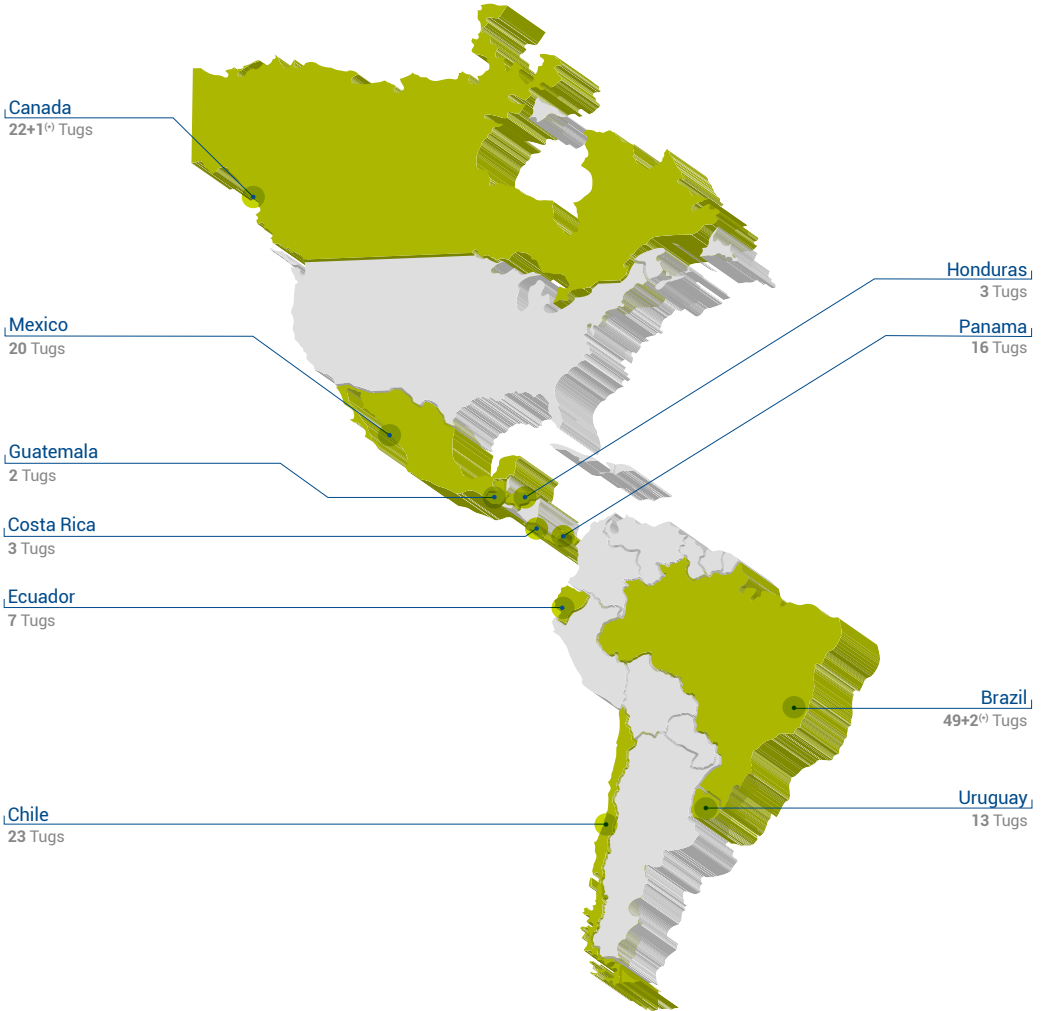 Canada
22+1(*) Tugs
Mexico
20 Tugs
Guatemala
2 Tugs
Costa Rica
3 Tugs
Ecuador
7 Tugs
Chile
23 Tugs
Honduras
3 Tugs
Panama
16 Tugs
Brazil
49+2(*) Tugs
Uruguay
13 Tugs